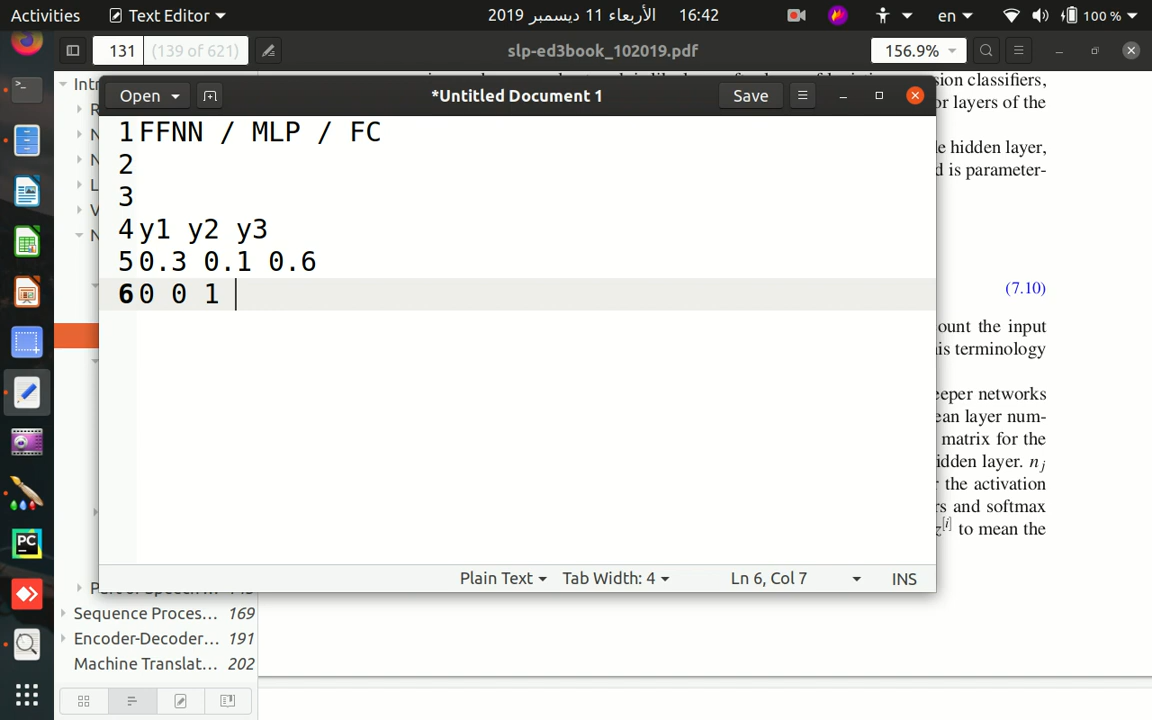 Activities Text Editor الأربعاء 11 ديسمبر 2019 16:42 en 100 %
131 (139 of 621) slp-ed3book_102019.pdf 156.9%
Open *Untitled Document 1 Save
1 FFNN / MLP / FC
2
3
4 y1 y2 y3
5 0.3 0.1 0.6
6 0 0 1
Plain Text Tab Width: 4 Ln 6, Col 7 INS
Intr
sion classifiers,
or layers of the
le hidden layer,
d is parameter-
(7.10)
ount the input
is terminology
eeper networks
ean layer num-
matrix for the
idden layer. nj
the activation
rs and softmax
z[i] to mean the
Sequence Proces... 169
Encoder-Decoder... 191
Machine Translat... 202
PC